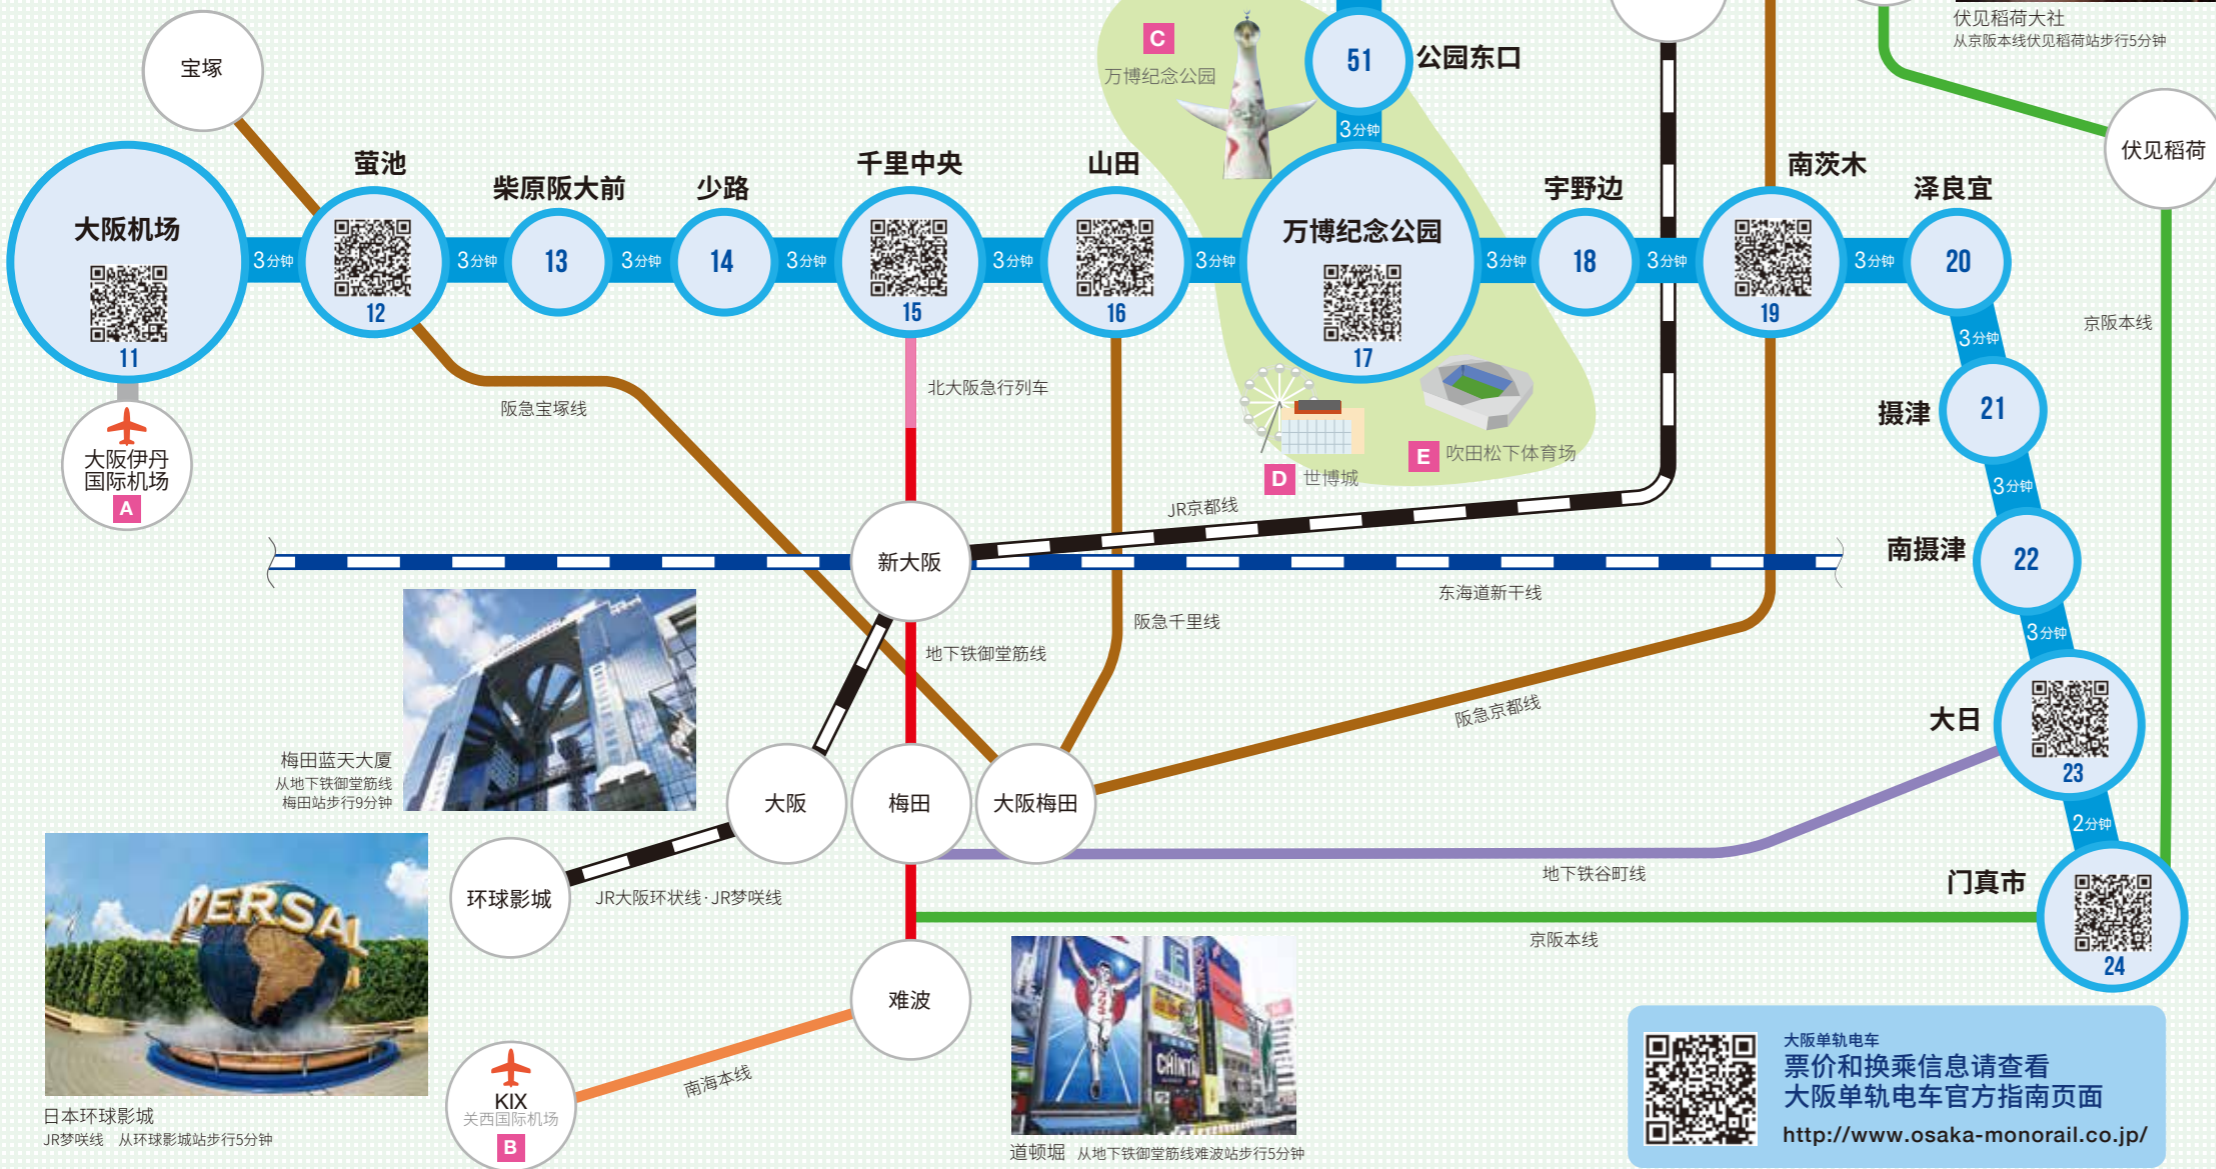 宝塚
C
万博纪念公园
51
公园东口
3分钟
伏见稻荷大社
从京阪本线伏见稻荷站步行5分钟
伏见稻荷
大阪机场
11
3分钟
萤池
12
3分钟
柴原阪大前
13
3分钟
少路
14
3分钟
千里中央
15
3分钟
山田
16
3分钟
万博纪念公园
17
3分钟
宇野边
18
3分钟
南茨木
19
3分钟
泽良宜
20
3分钟
摄津
21
3分钟
南摄津
22
3分钟
大日
23
2分钟
门真市
24
京阪本线
大阪伊丹
国际机场
A
阪急宝塚线
北大阪急行列车
D
世博城
E
吹田松下体育场
JR京都线
新大阪
东海道新干线
阪急千里线
地下铁御堂筋线
阪急京都线
梅田蓝天大厦
从地下铁御堂筋线
梅田站步行9分钟
大阪
梅田
大阪梅田
地下铁谷町线
环球影城
JR大阪环状线·JR梦咲线
京阪本线
难波
南海本线
KIX
关西国际机场
B
VERSAL
日本环球影城
JR梦咲线 从环球影城站步行5分钟
CHINTAI
道顿堀 从地下铁御堂筋线难波站步行5分钟
大阪单轨电车
票价和换乘信息请查看
大阪单轨电车官方指南页面
http://www.osaka-monorail.co.jp/